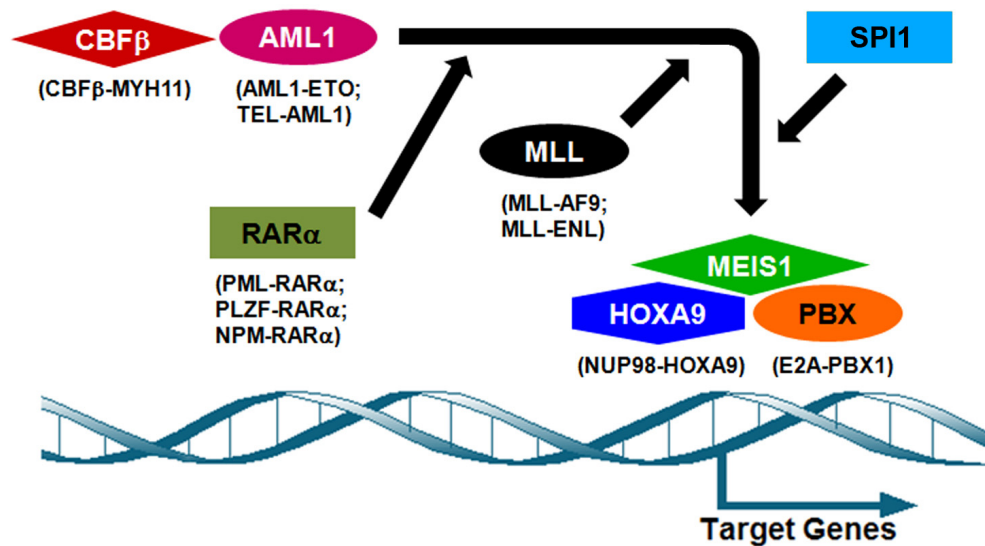 CBFβ
AML1
SPI1
(CBFβ-MYH11)
(AML1-ETO;
TEL-AML1)
MLL
(MLL-AF9;
MLL-ENL)
RARα
(PML-RARα;
PLZF-RARα;
NPM-RARα)
MEIS1
HOXA9
PBX
(NUP98-HOXA9)
(E2A-PBX1)
Target Genes